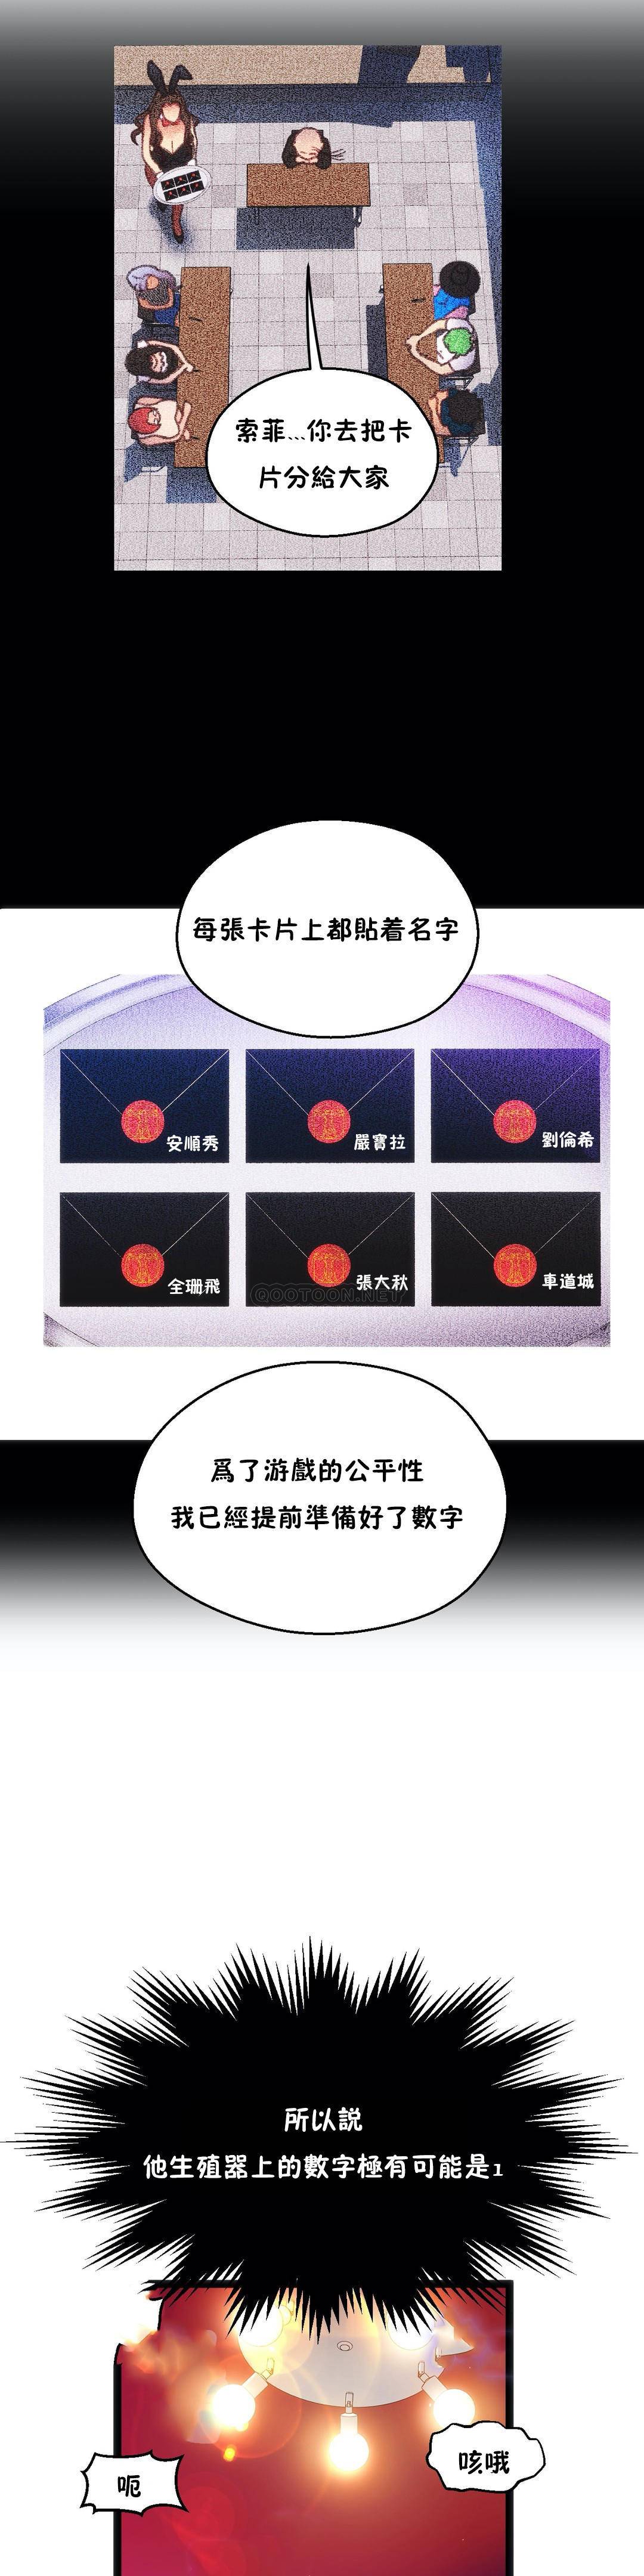 索菲...你去把卡
片分給大家
每張卡片上都貼着名字
安順秀
嚴寶拉
劉倫希
全珊飛
張大秋
車道城
QOOTOON.NET
爲了游戲的公平性
我已經提前準備好了數字
所以説
他生殖器上的數字極有可能是1
咳哦
呃